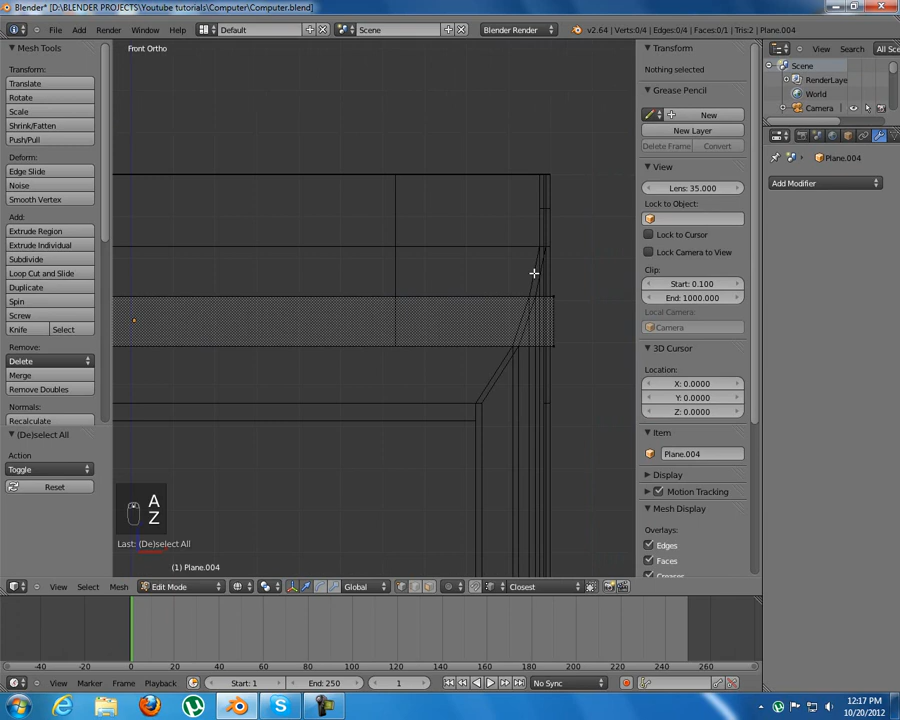 Blender* [D:\BLENDER PROJECTS\Youtube tutorials\Computer\Computer.blend]
File Add Render Window Help Default Scene Blender Render v2.64 | Verts:0/4 | Edges:0/4 | Faces:0/1 | Tris:2 | Plane.004
Mesh Tools
Transform:
Translate
Rotate
Scale
Shrink/Fatten
Push/Pull
Deform:
Edge Slide
Noise
Smooth Vertex
Add:
Extrude Region
Extrude Individual
Subdivide
Loop Cut and Slide
Duplicate
Spin
Screw
Knife Select
Remove:
Delete
Merge
Remove Doubles
Normals:
Recalculate
(De)select All
Action
Toggle
Reset
Front Ortho
A
Z
Last: (De)select All
(1) Plane.004
Transform
Nothing selected
Grease Pencil
New
New Layer
Delete Frame Convert
View
Lens: 35.000
Lock to Object:
Lock to Cursor
Lock Camera to View
Clip:
Start: 0.100
End: 1000.000
Local Camera:
Camera
3D Cursor
Location:
X: 0.0000
Y: 0.0000
Z: 0.0000
Item
Plane.004
Display
Motion Tracking
Mesh Display
Overlays:
Edges
Faces
Creases
View Search All Sce
Scene
RenderLaye
World
Camera
Plane.004
Add Modifier
View Select Mesh Edit Mode Global Closest
-40 -20 0 20 40 60 80 100 120 140 160 180 200 220 240 260
View Marker Frame Playback Start: 1 End: 250 1 No Sync
12:17 PM
10/20/2012